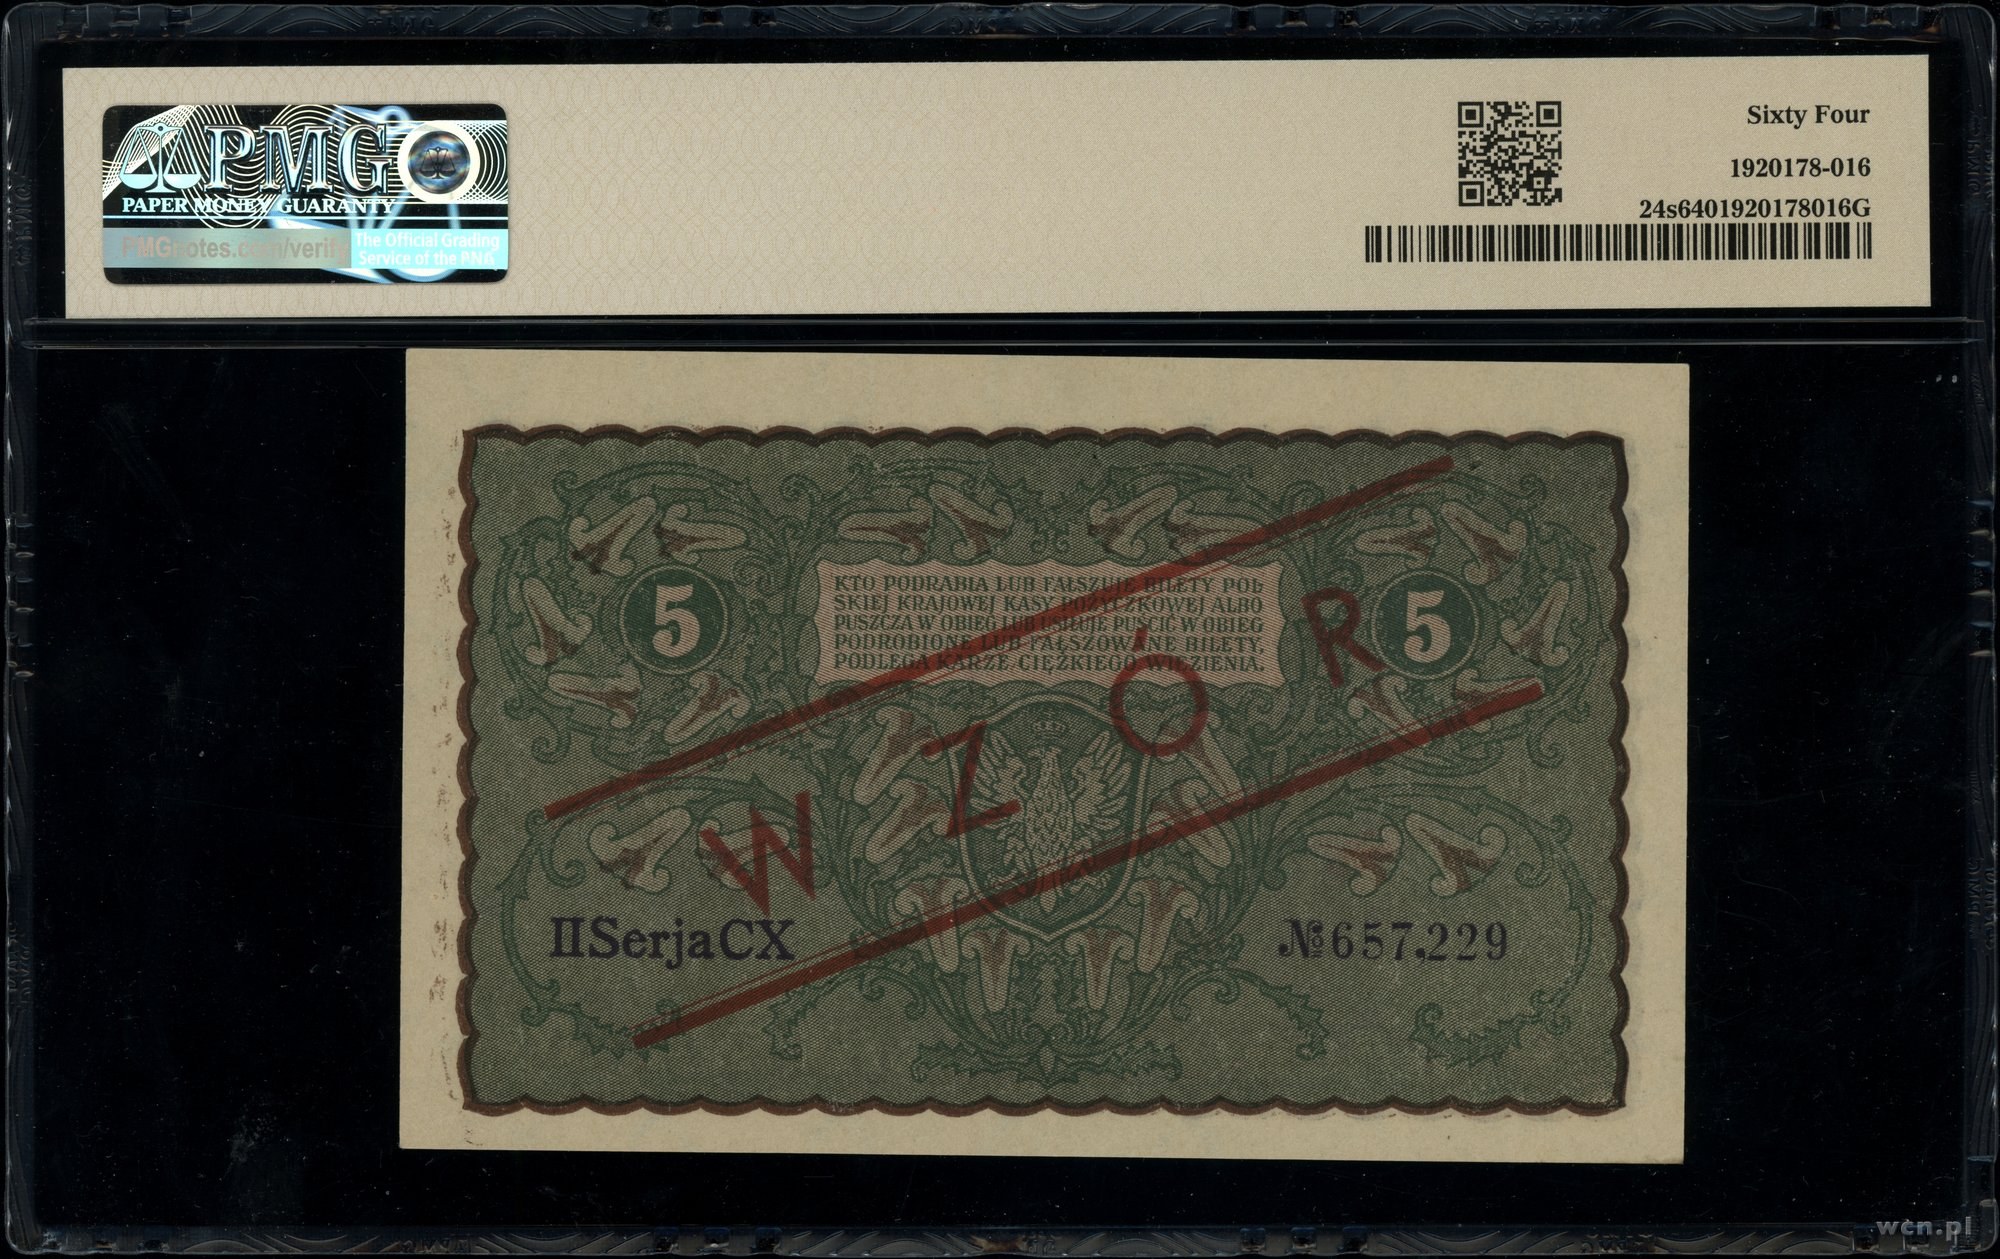 PMG
PAPER MONEY GUARANTY
PMGnotes.com/verify
The Official Grading
Service of the PNG
Sixty Four
1920178-016
24s6401920178016G
KTO PODRABIA LUB FAŁSZUJE BILETY POL
SKIEJ KRAJOWEJ KASY POŻYCZKOWEJ ALBO
PUSZCZA W OBIEG LUB USIŁUJE PUŚCIĆ W OBIEG
PODROBIONE LUB FAŁSZOWANE BILETY,
PODLEGA KARZE CIĘŻKIEGO WIĘZIENIA.
5
5
WZÓR
II Serja CX
№ 657,229
wcn.pl